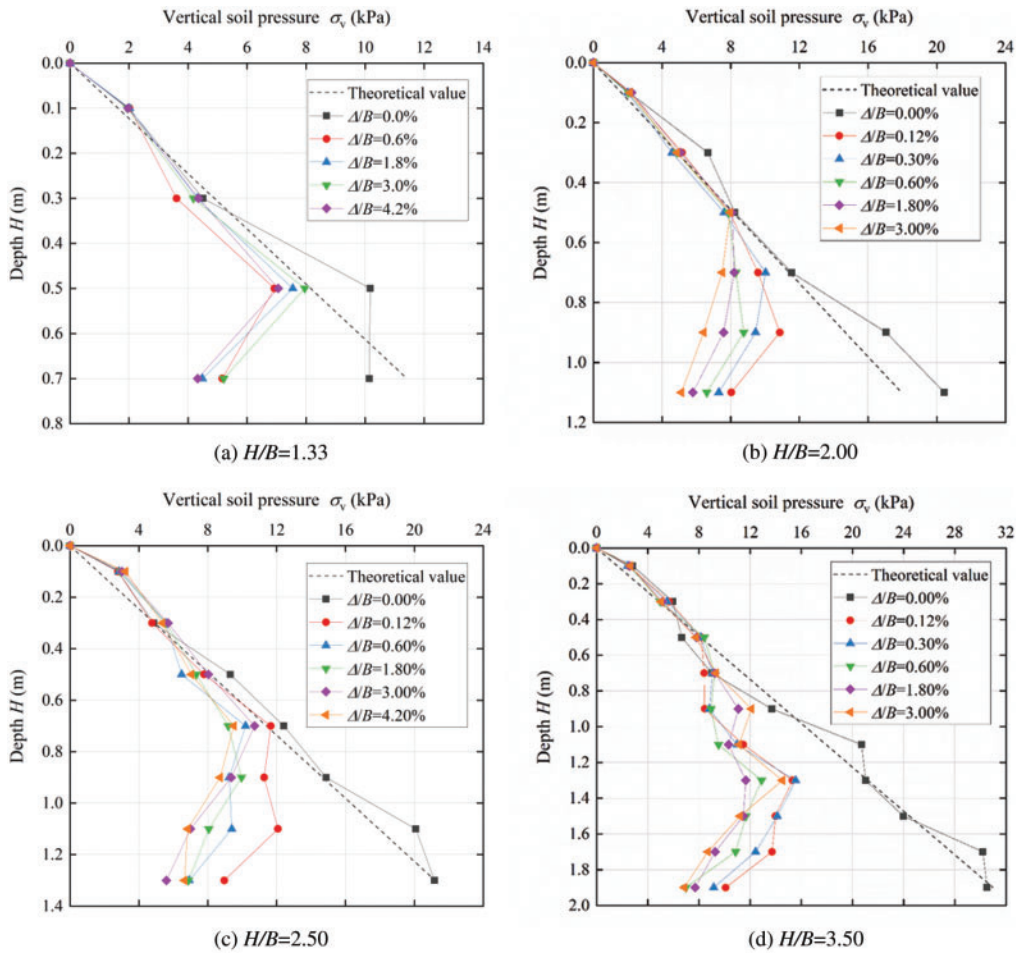 Vertical soil pressure σv (kPa)
0 2 4 6 8 10 12 14
0.0
0.1
0.2
0.3
0.4
0.5
0.6
0.7
0.8
Depth H (m)
Theoretical value
Δ/B=0.0%
Δ/B=0.6%
Δ/B=1.8%
Δ/B=3.0%
Δ/B=4.2%
(a) H/B=1.33
Vertical soil pressure σv (kPa)
0 4 8 12 16 20 24
0.0
0.2
0.4
0.6
0.8
1.0
1.2
Depth H (m)
Theoretical value
Δ/B=0.00%
Δ/B=0.12%
Δ/B=0.30%
Δ/B=0.60%
Δ/B=1.80%
Δ/B=3.00%
(b) H/B=2.00
Vertical soil pressure σv (kPa)
0 4 8 12 16 20 24
0.0
0.2
0.4
0.6
0.8
1.0
1.2
1.4
Depth H (m)
Theoretical value
Δ/B=0.00%
Δ/B=0.12%
Δ/B=0.60%
Δ/B=1.80%
Δ/B=3.00%
Δ/B=4.20%
(c) H/B=2.50
Vertical soil pressure σv (kPa)
0 4 8 12 16 20 24 28 32
0.0
0.2
0.4
0.6
0.8
1.0
1.2
1.4
1.6
1.8
2.0
Depth H (m)
Theoretical value
Δ/B=0.00%
Δ/B=0.12%
Δ/B=0.30%
Δ/B=0.60%
Δ/B=1.80%
Δ/B=3.00%
(d) H/B=3.50